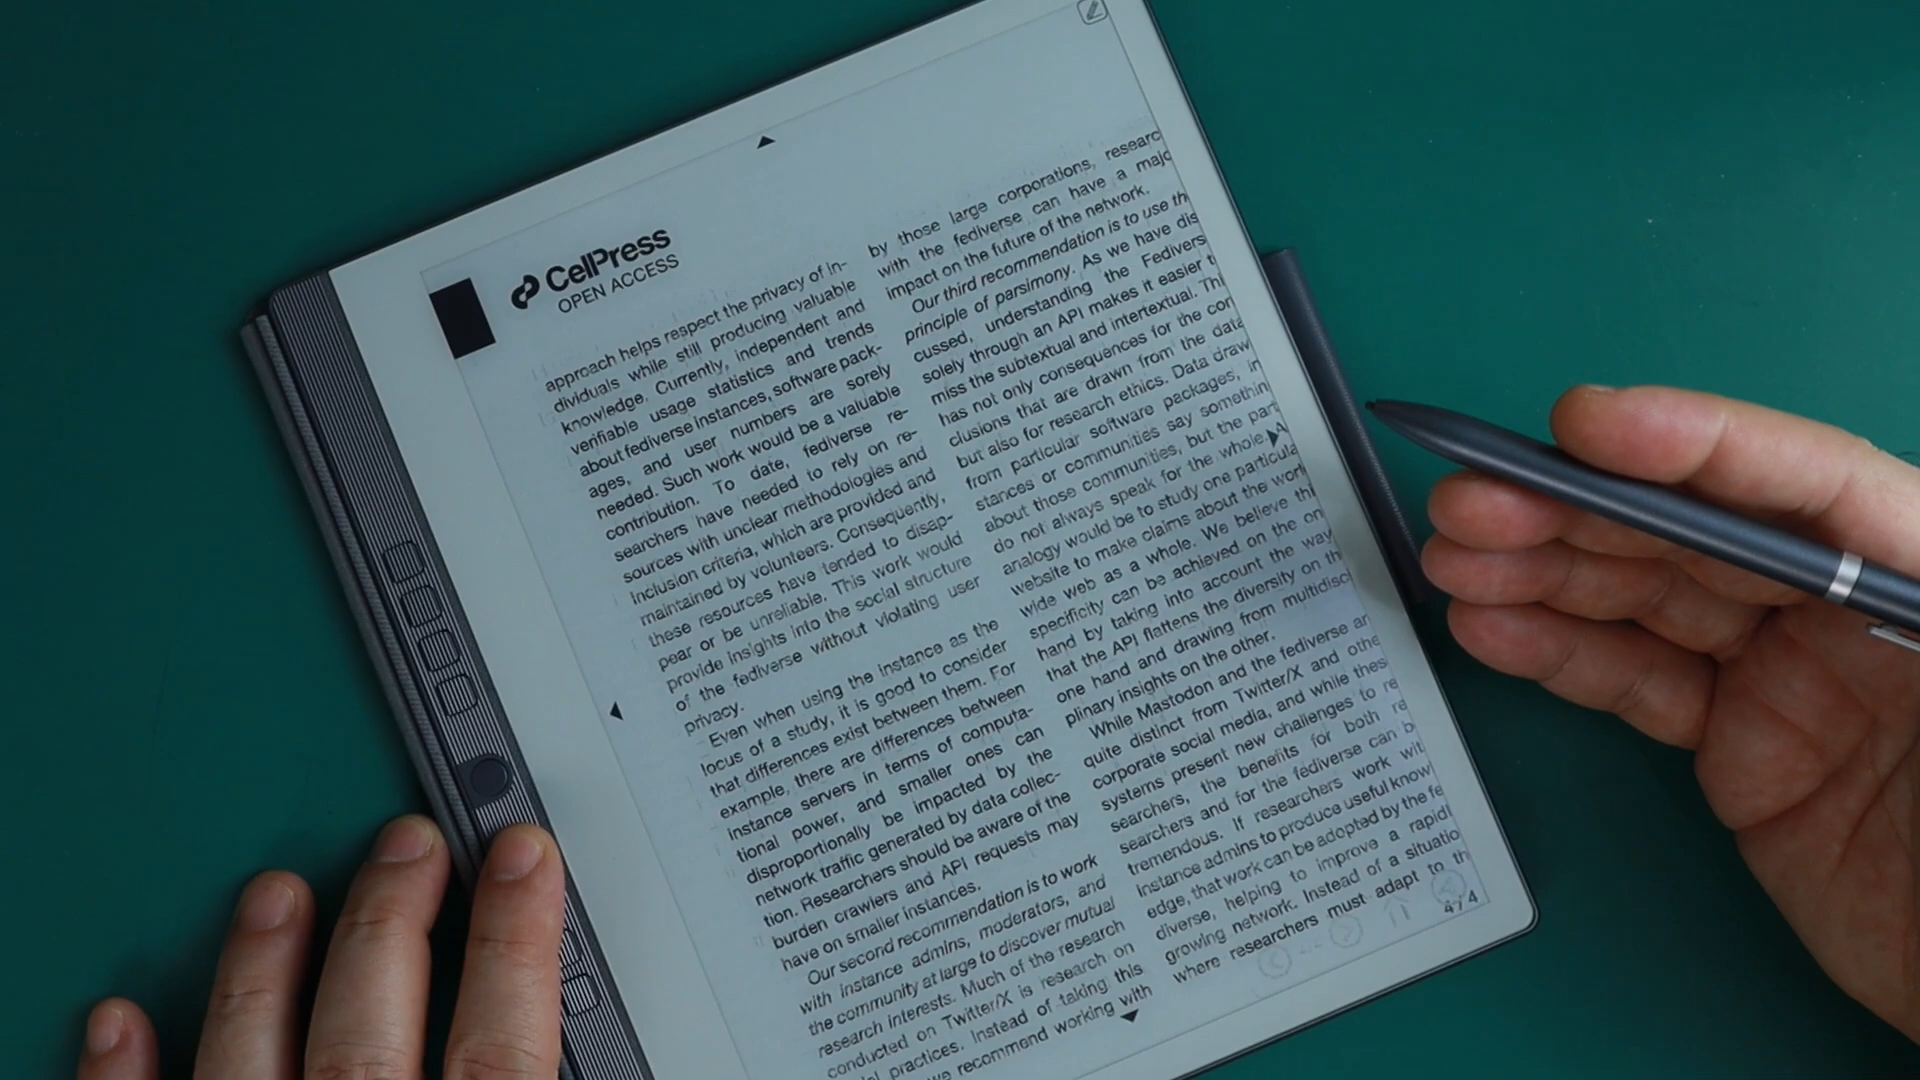 CellPress
OPEN ACCESS
approach helps respect the privacy of in-
dividuals while still producing valuable
knowledge. Currently, independent and
verifiable usage statistics and trends
about fediverse instances, software pack-
ages, and user numbers are sorely
needed. Such work would be a valuable
contribution. To date, fediverse re-
searchers have needed to rely on re-
sources with unclear methodologies and
inclusion criteria, which are provided and
maintained by volunteers. Consequently,
these resources have tended to disap-
pear or be unreliable. This work would
provide insights into the social structure
of the fediverse without violating user
privacy.
Even when using the instance as the
locus of a study, it is good to consider
that differences exist between them. For
example, there are differences between
instance servers in terms of computa-
tional power, and smaller ones can
disproportionally be impacted by the
network traffic generated by data collec-
tion. Researchers should be aware of the
burden crawlers and API requests may
have on smaller instances.
Our second recommendation is to work
with instance admins, moderators, and
the community at large to discover mutual
research interests. Much of the research
conducted on Twitter/X is research on
practices. Instead of taking this
we recommend working with
by those large corporations, researc
with the fediverse can have a majo
impact on the future of the network.
Our third recommendation is to use th
principle of parsimony. As we have dis
cussed, understanding the Fedivers
solely through an API makes it easier t
miss the subtextual and intertextual. Thi
has not only consequences for the con
clusions that are drawn from the data
but also for research ethics. Data draw
from particular software packages, in
stances or communities say somethin
about those communities, but the part
do not always speak for the whole. A
analogy would be to study one particula
website to make claims about the worl
wide web as a whole. We believe thi
specificity can be achieved on the on
hand by taking into account the way
that the API flattens the diversity on th
one hand and drawing from multidisci
plinary insights on the other.
While Mastodon and the fediverse ar
quite distinct from Twitter/X and othe
corporate social media, and while thes
systems present new challenges to re
searchers, the benefits for both re
searchers and for the fediverse can b
tremendous. If researchers work wit
instance admins to produce useful knowl
edge, that work can be adopted by the fe
diverse, helping to improve a rapidl
growing network. Instead of a situatio
where researchers must adapt to th
4/4